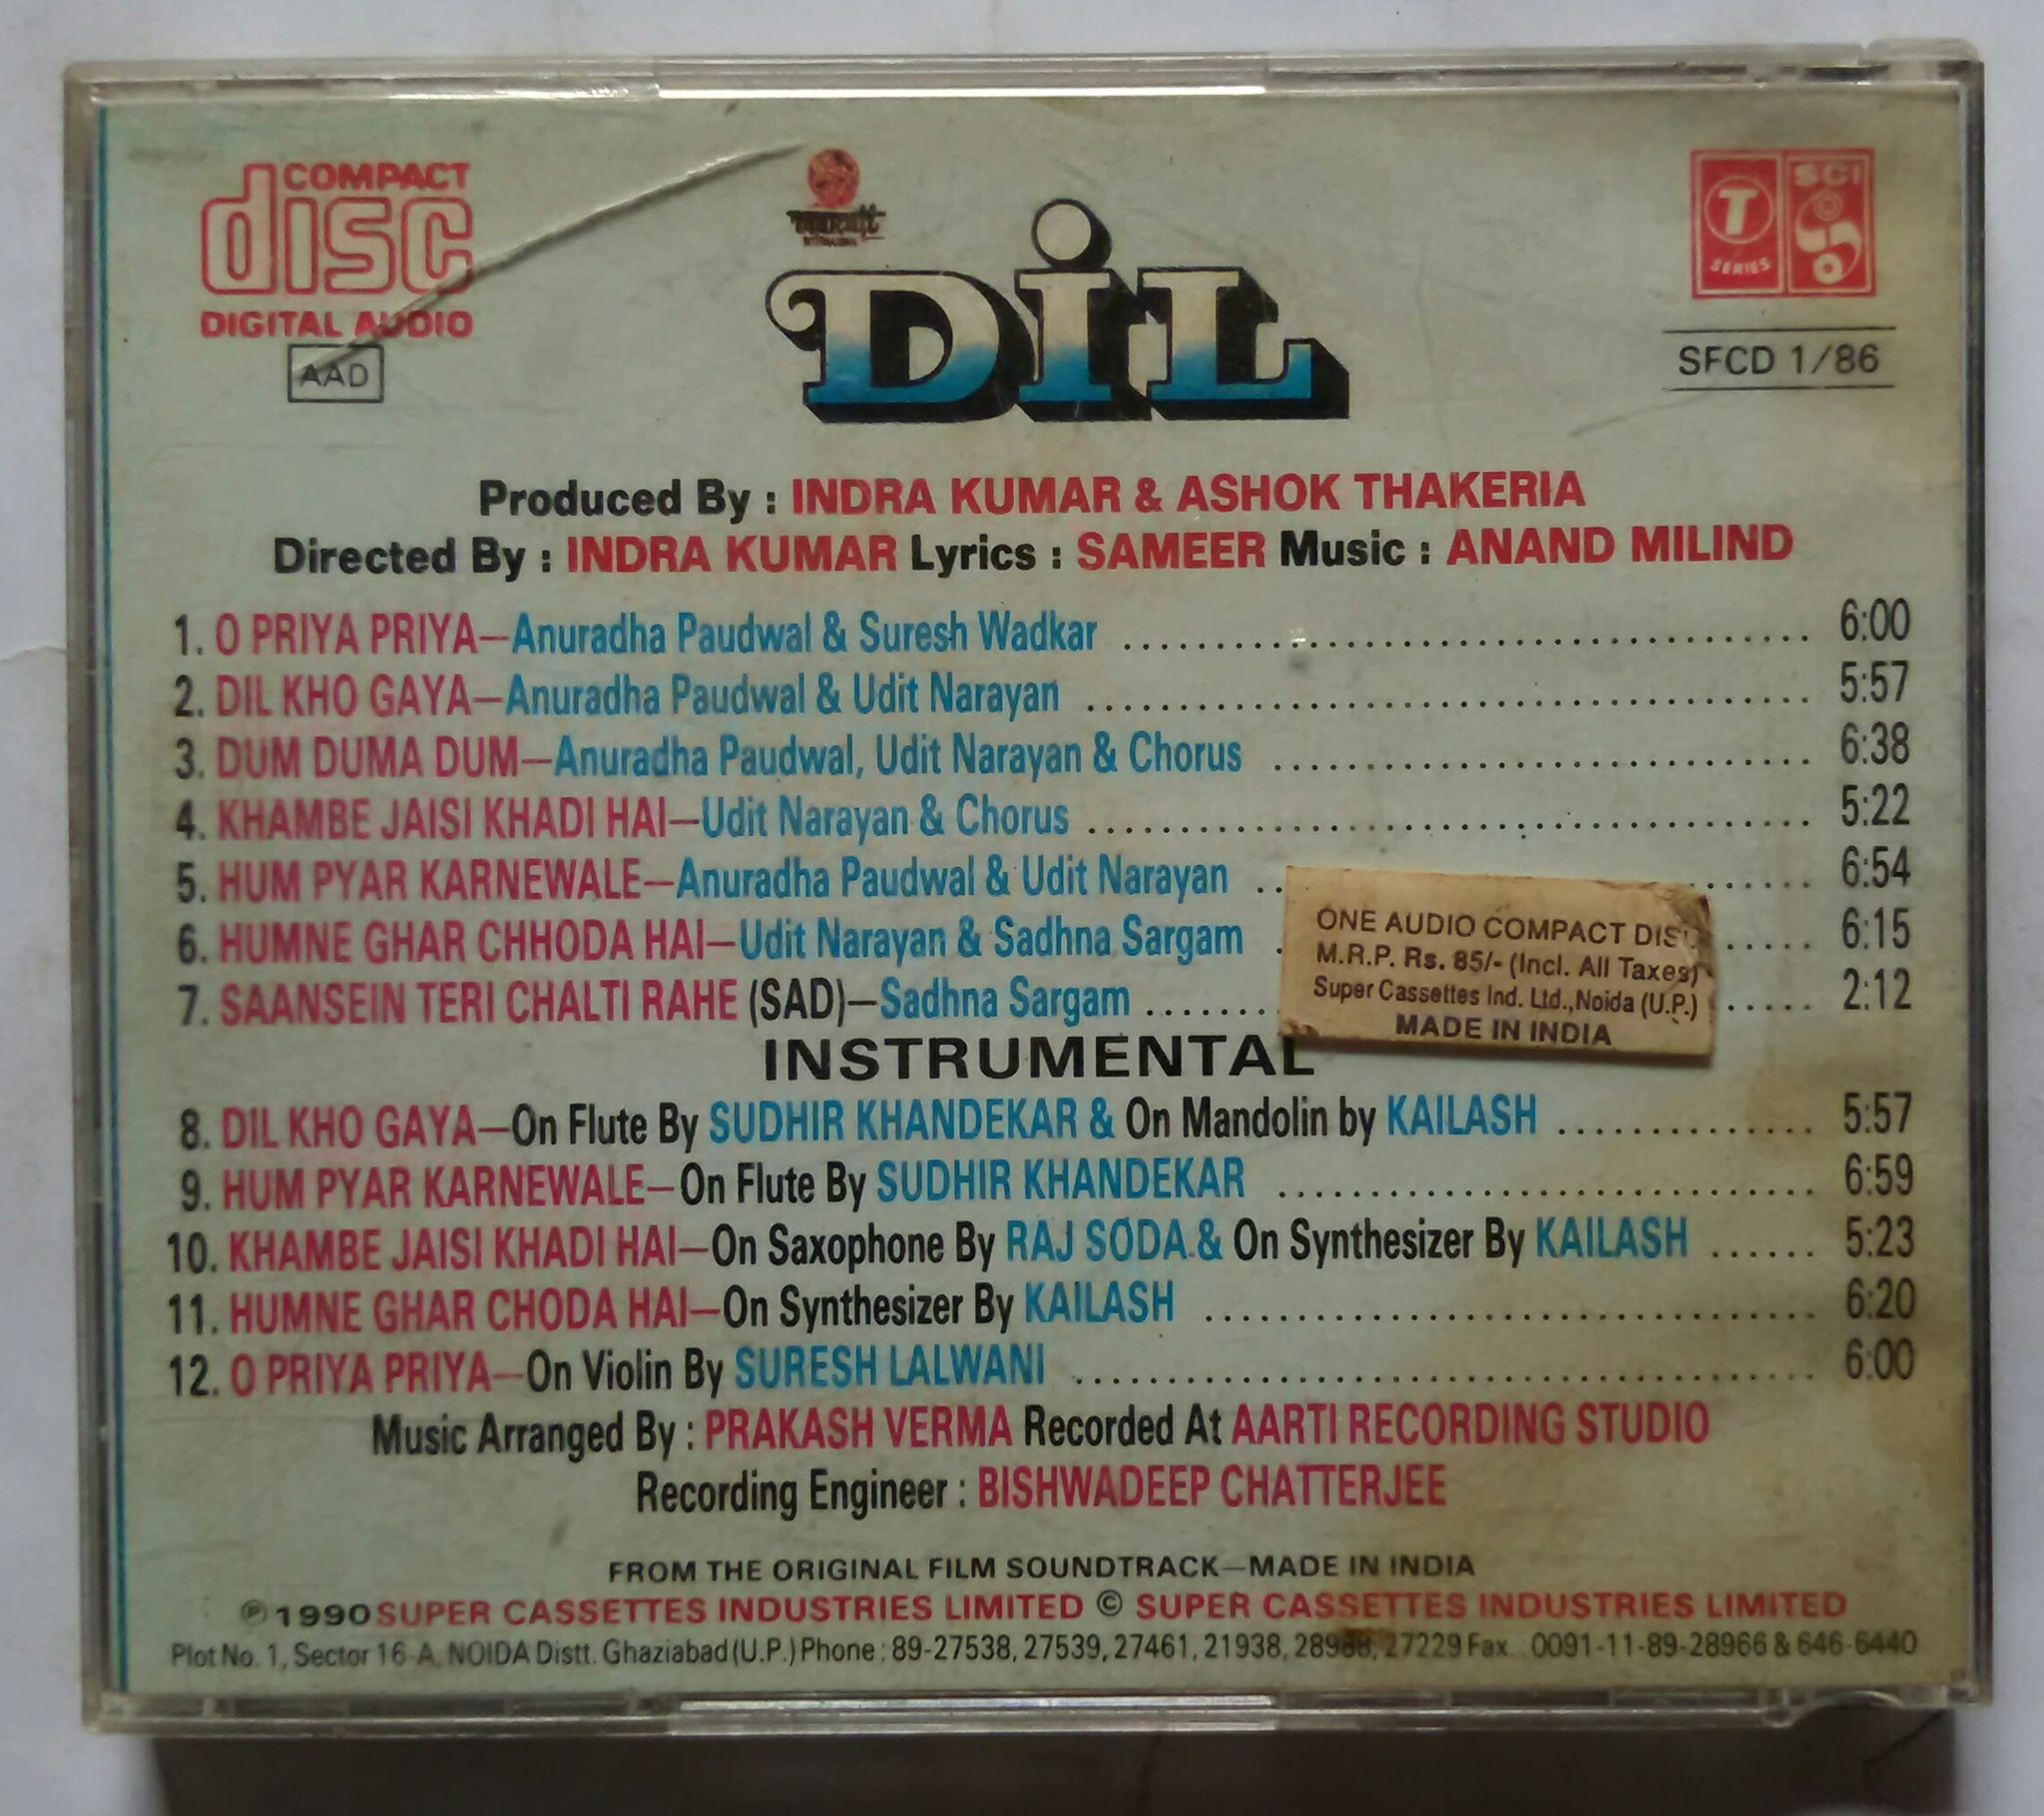 COMPACT
disc
DIGITAL AUDIO
AAD
DiL
T
SERIES
SCI
SFCD 1/86
Produced By : INDRA KUMAR & ASHOK THAKERIA
Directed By : INDRA KUMAR Lyrics : SAMEER Music : ANAND MILIND
1. O PRIYA PRIYA—Anuradha Paudwal & Suresh Wadkar 6:00
2. DIL KHO GAYA—Anuradha Paudwal & Udit Narayan 5:57
3. DUM DUMA DUM—Anuradha Paudwal, Udit Narayan & Chorus 6:38
4. KHAMBE JAISI KHADI HAI—Udit Narayan & Chorus 5:22
5. HUM PYAR KARNEWALE—Anuradha Paudwal & Udit Narayan 6:54
6. HUMNE GHAR CHHODA HAI—Udit Narayan & Sadhna Sargam 6:15
7. SAANSEIN TERI CHALTI RAHE (SAD)—Sadhna Sargam 2:12
ONE AUDIO COMPACT DISC
M.R.P. Rs. 85/- (Incl. All Taxes)
Super Cassettes Ind. Ltd.,Noida (U.P.)
MADE IN INDIA
INSTRUMENTAL
8. DIL KHO GAYA—On Flute By SUDHIR KHANDEKAR & On Mandolin by KAILASH 5:57
9. HUM PYAR KARNEWALE—On Flute By SUDHIR KHANDEKAR 6:59
10. KHAMBE JAISI KHADI HAI—On Saxophone By RAJ SODA & On Synthesizer By KAILASH 5:23
11. HUMNE GHAR CHODA HAI—On Synthesizer By KAILASH 6:20
12. O PRIYA PRIYA—On Violin By SURESH LALWANI 6:00
Music Arranged By : PRAKASH VERMA Recorded At AARTI RECORDING STUDIO
Recording Engineer : BISHWADEEP CHATTERJEE
FROM THE ORIGINAL FILM SOUNDTRACK—MADE IN INDIA
℗ 1990 SUPER CASSETTES INDUSTRIES LIMITED © SUPER CASSETTES INDUSTRIES LIMITED
Plot No. 1, Sector 16-A, NOIDA Distt. Ghaziabad (U.P.) Phone : 89-27538, 27539, 27461, 21938, 27229 Fax. 0091-11-89-28966 & 646-6440